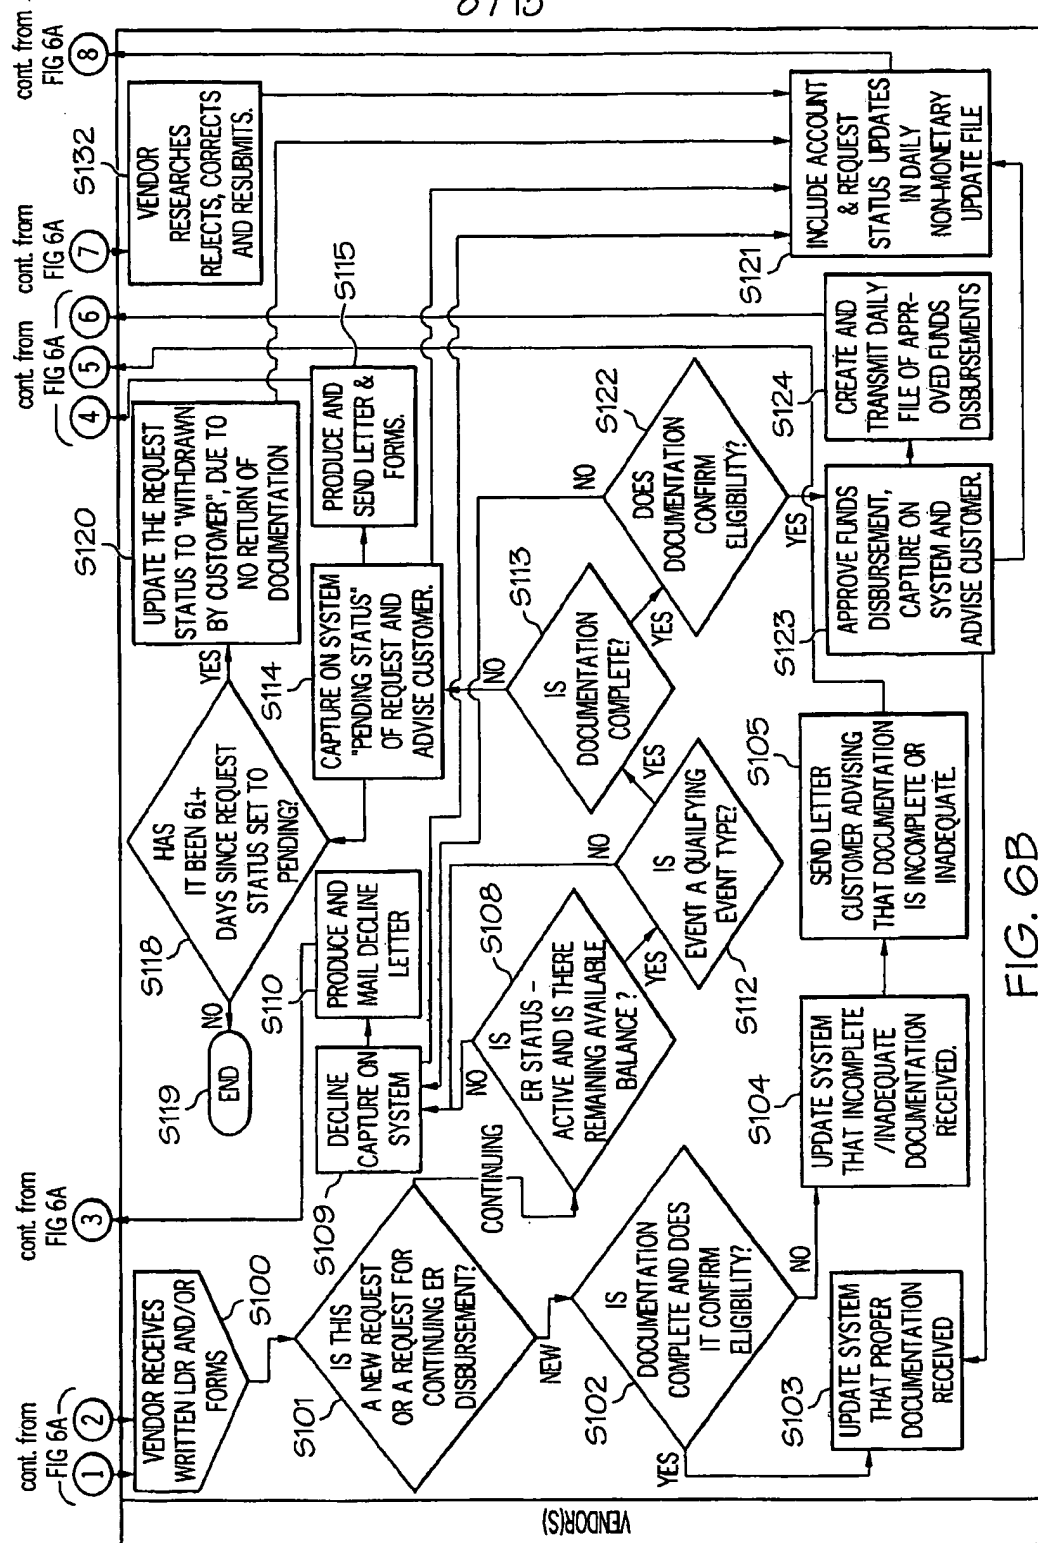 8/15
cont. from
FIG 6A
1
2
cont. from
FIG 6A
3
cont. from
FIG 6A
4
5
6
cont. from
FIG 6A
7
cont. from
FIG 6A
8
VENDOR(S)
VENDOR RECEIVES
WRITTEN LDR AND/OR
FORMS
S100
IS THIS
A NEW REQUEST
OR A REQUEST FOR
CONTINUING ER
DISBURSEMENT?
S101
CONTINUING
NEW
IS
DOCUMENTATION
COMPLETE AND DOES
IT CONFIRM
ELIGIBILITY?
S102
YES
NO
UPDATE SYSTEM
THAT PROPER
DOCUMENTATION
RECEIVED
S103
UPDATE SYSTEM
THAT INCOMPLETE
/INADEQUATE
DOCUMENTATION
RECEIVED.
S104
SEND LETTER
CUSTOMER ADVISING
THAT DOCUMENTATION
IS INCOMPLETE OR
INADEQUATE.
S105
IS
ER STATUS -
ACTIVE AND IS THERE
REMAINING AVAILABLE
BALANCE ?
S108
NO
YES
DECLINE
CAPTURE ON
SYSTEM
S109
PRODUCE AND
MAIL DECLINE
LETTER
S110
IS
EVENT A QUAILFYING
EVENT TYPE?
S112
NO
YES
IS
DOCUMENTATION
COMPLETE?
S113
NO
YES
CAPTURE ON SYSTEM
"PENDING STATUS"
OF REQUEST AND
ADVISE CUSTOMER.
S114
PRODUCE AND
SEND LETTER &
FORMS.
S115
HAS
IT BEEN 61+
DAYS SINCE REQUEST
STATUS SET TO
PENDING?
S118
NO
YES
END
S119
UPDATE THE REQUEST
STATUS TO "WITHDRAWN
BY CUSTOMER", DUE TO
NO RETURN OF
DOCUMENTATION
S120
DOES
DOCUMENTATION
CONFIRM
ELIGIBILITY?
S122
NO
YES
APPROVE FUNDS
DISBURSEMENT,
CAPTURE ON
SYSTEM AND
ADVISE CUSTOMER.
S123
CREATE AND
TRANSMIT DAILY
FILE OF APPR-
OVED FUNDS
DISBURSEMENTS
S124
INCLUDE ACCOUNT
& REQUEST
STATUS UPDATES
IN DAILY
NON-MONETARY
UPDATE FILE
S121
VENDOR
RESEARCHES
REJECTS, CORRECTS
AND RESUBMITS.
S132
FIG. 6B